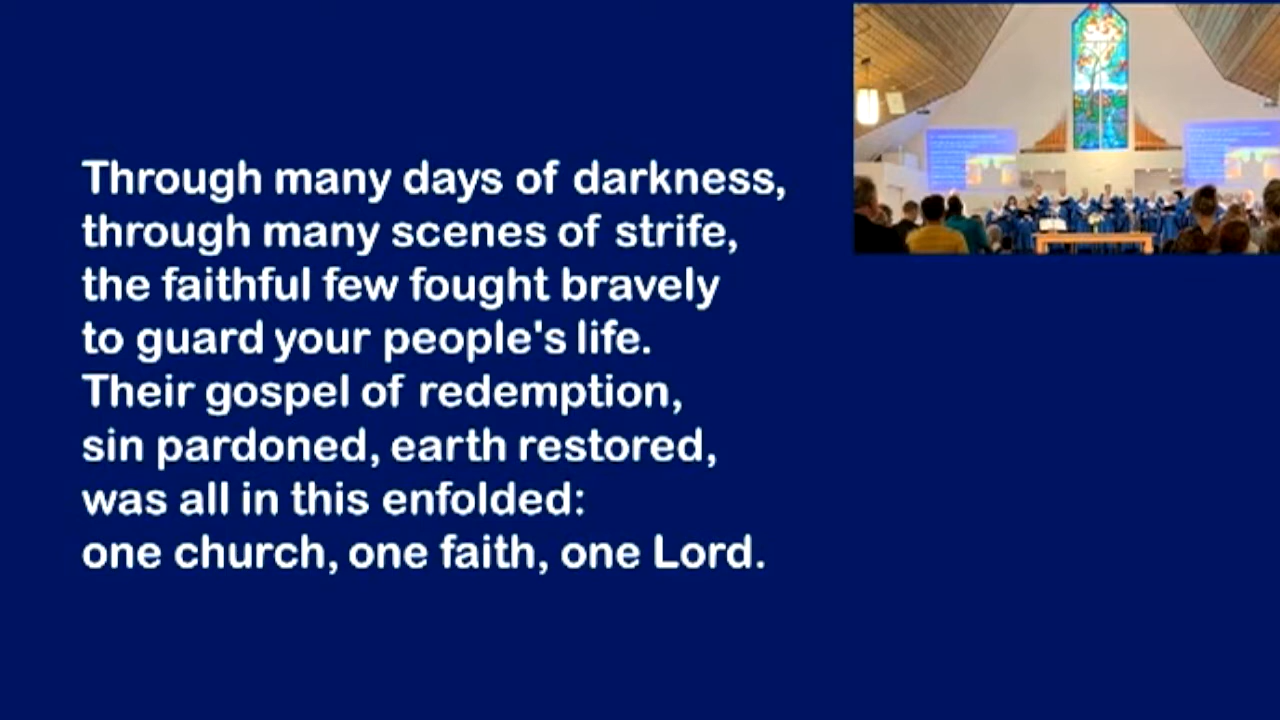 Through many days of darkness,
through many scenes of strife,
the faithful few fought bravely
to guard your people's life.
Their gospel of redemption,
sin pardoned, earth restored,
was all in this enfolded:
one church, one faith, one Lord.